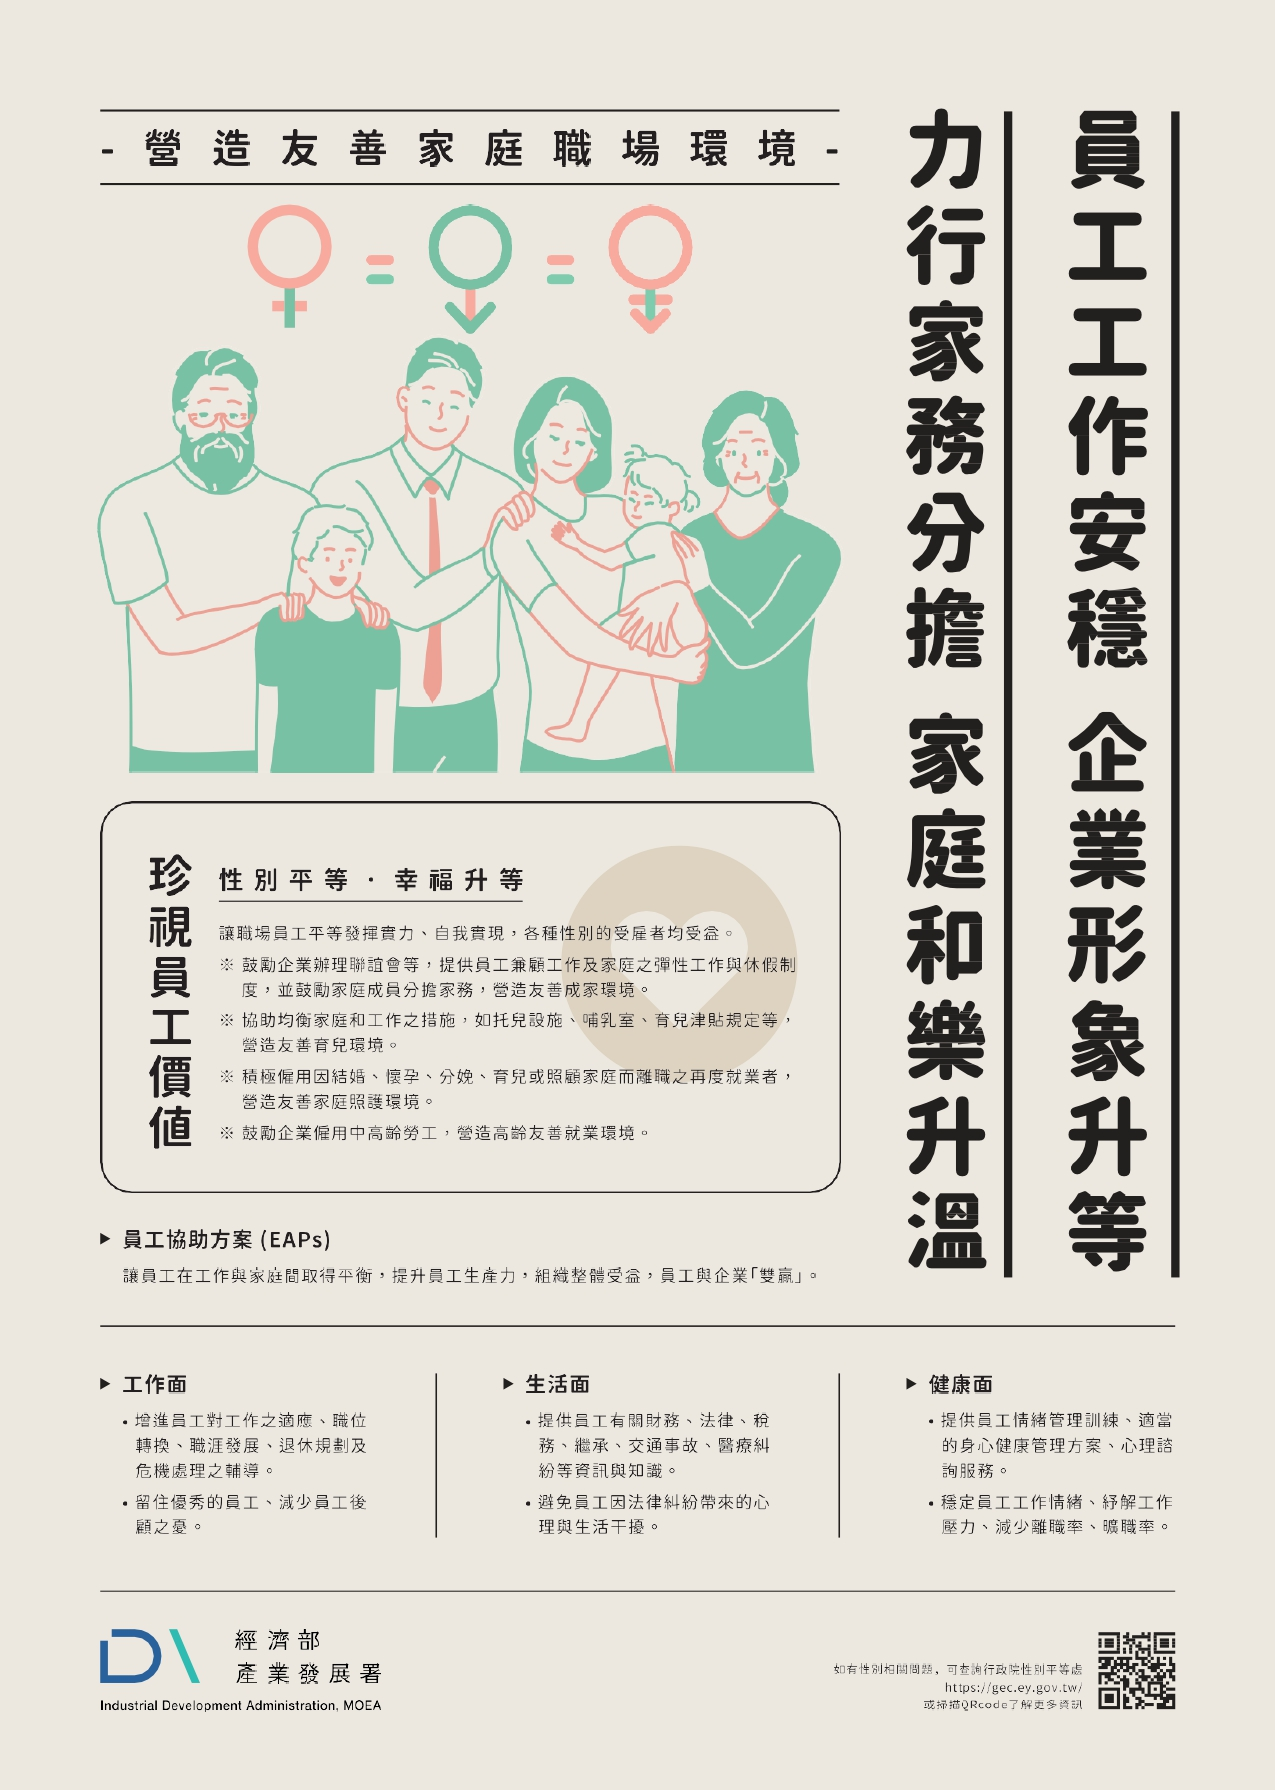 員工工作安穩 企業形象升等
力行家務分擔 家庭和樂升溫
- 營造友善家庭職場環境 -
珍視員工價值
性別平等 · 幸福升等
讓職場員工平等發揮實力、自我實現，各種性別的受雇者均受益。
※ 鼓勵企業辦理聯誼會等，提供員工兼顧工作及家庭之彈性工作與休假制
度，並鼓勵家庭成員分擔家務，營造友善成家環境。
※ 協助均衡家庭和工作之措施，如托兒設施、哺乳室、育兒津貼規定等，
營造友善育兒環境。
※ 積極僱用因結婚、懷孕、分娩、育兒或照顧家庭而離職之再度就業者，
營造友善家庭照護環境。
※ 鼓勵企業僱用中高齡勞工，營造高齡友善就業環境。
▶ 員工協助方案 (EAPs)
讓員工在工作與家庭間取得平衡，提升員工生產力，組織整體受益，員工與企業「雙贏」。
▶ 工作面
• 增進員工對工作之適應、職位
轉換、職涯發展、退休規劃及
危機處理之輔導。
• 留住優秀的員工、減少員工後
顧之憂。
▶ 生活面
• 提供員工有關財務、法律、稅
務、繼承、交通事故、醫療糾
紛等資訊與知識。
• 避免員工因法律糾紛帶來的心
理與生活干擾。
▶ 健康面
• 提供員工情緒管理訓練、適當
的身心健康管理方案、心理諮
詢服務。
• 穩定員工工作情緒、紓解工作
壓力、減少離職率、曠職率。
經濟部
產業發展署
Industrial Development Administration, MOEA
如有性別相關問題，可查詢行政院性別平等處
https://gec.ey.gov.tw/
或掃描QRcode了解更多資訊